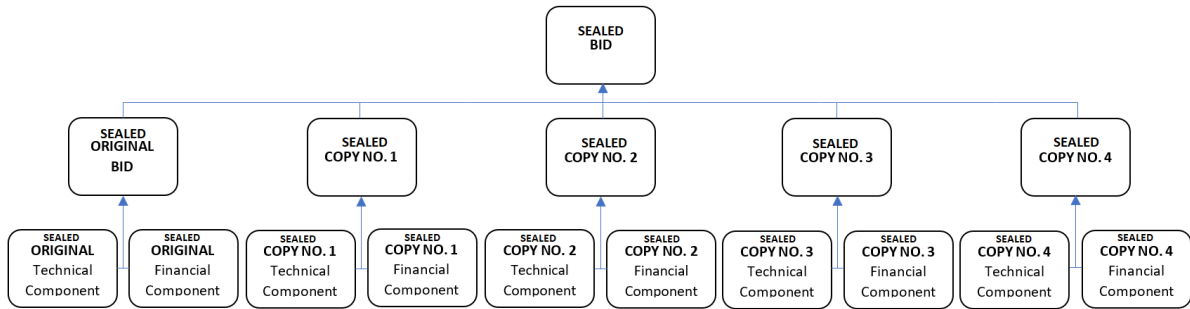 SEALED
BID
SEALED
ORIGINAL
BID
SEALED
COPY NO. 1
SEALED
COPY NO. 2
SEALED
COPY NO. 3
SEALED
COPY NO. 4
SEALED
ORIGINAL
Technical
Component
SEALED
ORIGINAL
Financial
Component
SEALED
COPY NO. 1
Technical
Component
SEALED
COPY NO. 1
Financial
Component
SEALED
COPY NO. 2
Technical
Component
SEALED
COPY NO. 2
Financial
Component
SEALED
COPY NO. 3
Technical
Component
SEALED
COPY NO. 3
Financial
Component
SEALED
COPY NO. 4
Technical
Component
SEALED
COPY NO. 4
Financial
Component